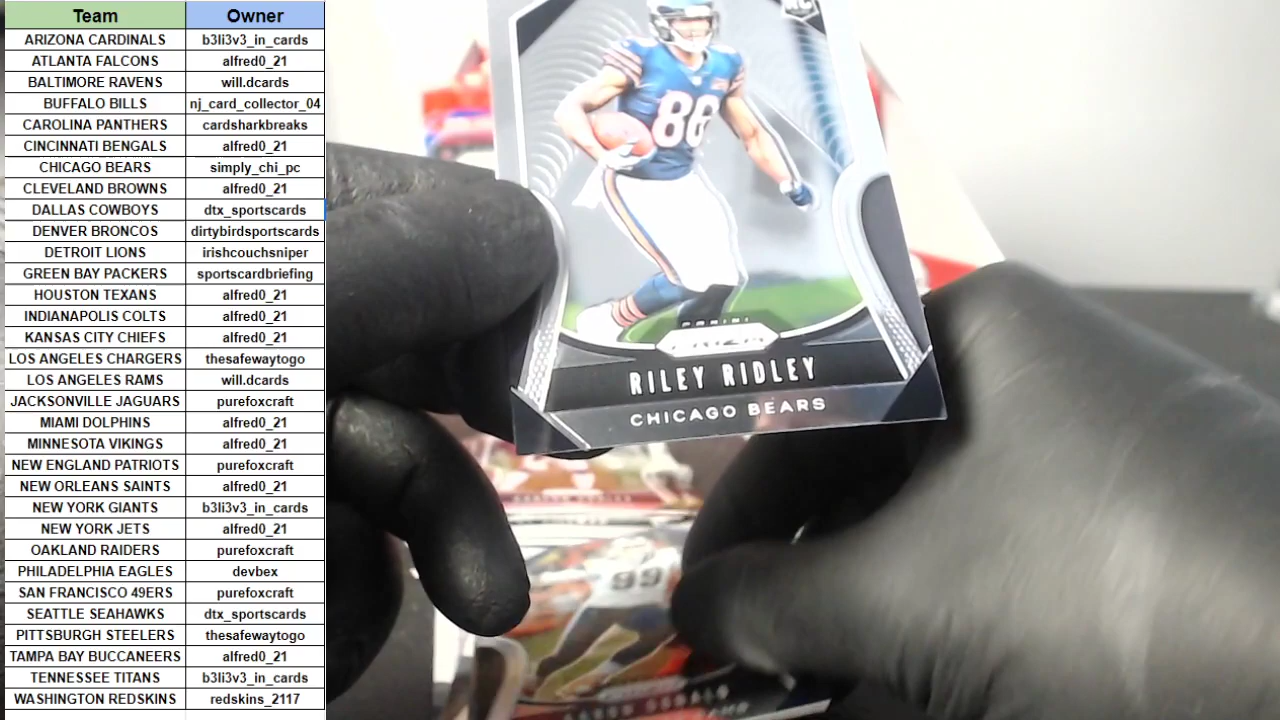 Team Owner
ARIZONA CARDINALS b3li3v3_in_cards
ATLANTA FALCONS alfred0_21
BALTIMORE RAVENS will.dcards
BUFFALO BILLS nj_card_collector_04
CAROLINA PANTHERS cardsharkbreaks
CINCINNATI BENGALS alfred0_21
CHICAGO BEARS simply_chi_pc
CLEVELAND BROWNS alfred0_21
DALLAS COWBOYS dtx_sportscards
DENVER BRONCOS dirtybirdsportscards
DETROIT LIONS irishcouchsniper
GREEN BAY PACKERS sportscardbriefing
HOUSTON TEXANS alfred0_21
INDIANAPOLIS COLTS alfred0_21
KANSAS CITY CHIEFS alfred0_21
LOS ANGELES CHARGERS thesafewaytogo
LOS ANGELES RAMS will.dcards
JACKSONVILLE JAGUARS purefoxcraft
MIAMI DOLPHINS alfred0_21
MINNESOTA VIKINGS alfred0_21
NEW ENGLAND PATRIOTS purefoxcraft
NEW ORLEANS SAINTS alfred0_21
NEW YORK GIANTS b3li3v3_in_cards
NEW YORK JETS alfred0_21
OAKLAND RAIDERS purefoxcraft
PHILADELPHIA EAGLES devbex
SAN FRANCISCO 49ERS purefoxcraft
SEATTLE SEAHAWKS dtx_sportscards
PITTSBURGH STEELERS thesafewaytogo
TAMPA BAY BUCCANEERS alfred0_21
TENNESSEE TITANS b3li3v3_in_cards
WASHINGTON REDSKINS redskins_2117
88
PANINI
PRIZM
RILEY RIDLEY
CHICAGO BEARS
99
AARON DONALD